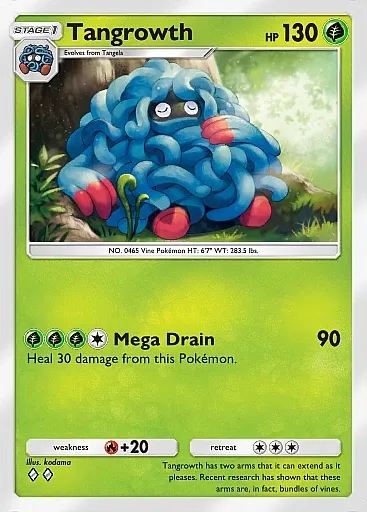 STAGE 1
Tangrowth
HP 130
Evolves from Tangela
NO. 0465 Vine Pokémon HT: 6'7" WT: 283.5 lbs.
Mega Drain 90
Heal 30 damage from this Pokémon.
weakness +20 retreat
Illus. kodama
Tangrowth has two arms that it can extend as it
pleases. Recent research has shown that these
arms are, in fact, bundles of vines.